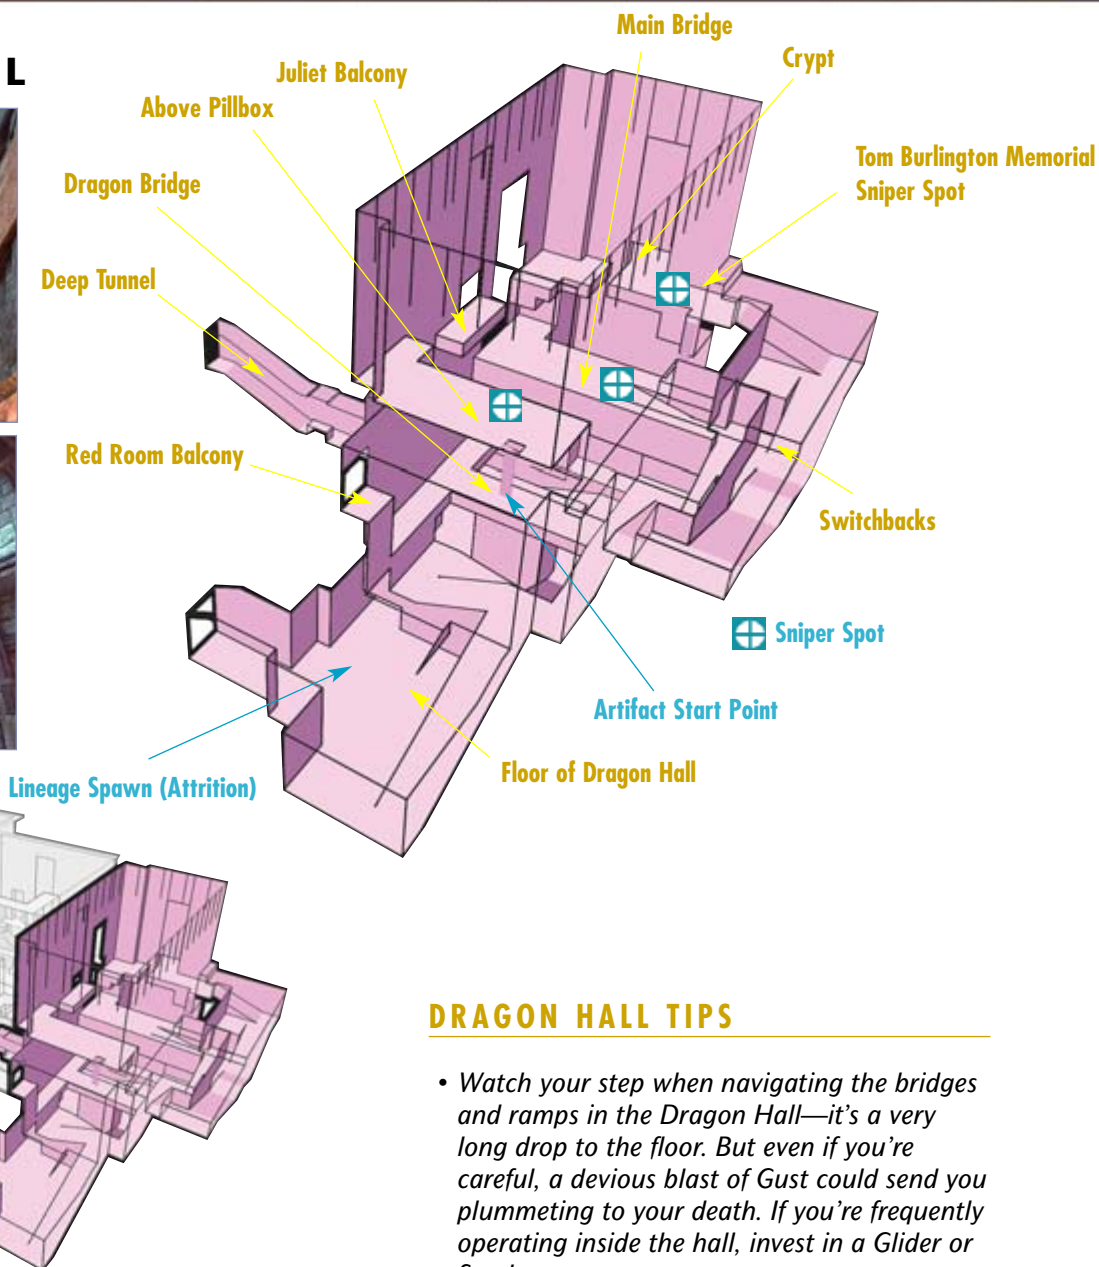 L
Main Bridge
Crypt
Juliet Balcony
Above Pillbox
Tom Burlington Memorial
Sniper Spot
Dragon Bridge
Deep Tunnel
Red Room Balcony
Switchbacks
Sniper Spot
Artifact Start Point
Floor of Dragon Hall
Lineage Spawn (Attrition)
DRAGON HALL TIPS
• Watch your step when navigating the bridges
and ramps in the Dragon Hall—it's a very
long drop to the floor. But even if you're
careful, a devious blast of Gust could send you
plummeting to your death. If you're frequently
operating inside the hall, invest in a Glider or